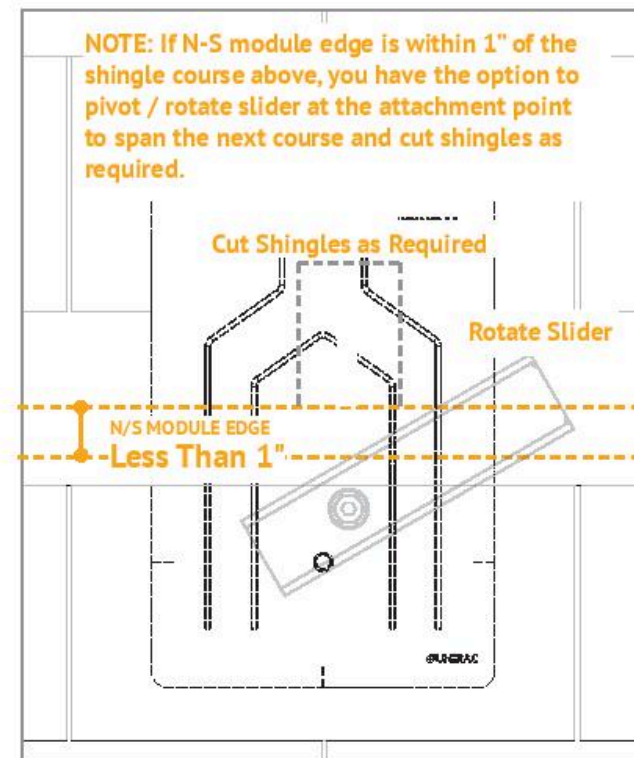 NOTE: If N-S module edge is within 1" of the
shingle course above, you have the option to
pivot / rotate slider at the attachment point
to span the next course and cut shingles as
required.
Cut Shingles as Required
Rotate Slider
N/S MODULE EDGE
Less Than 1"
UNIRAC